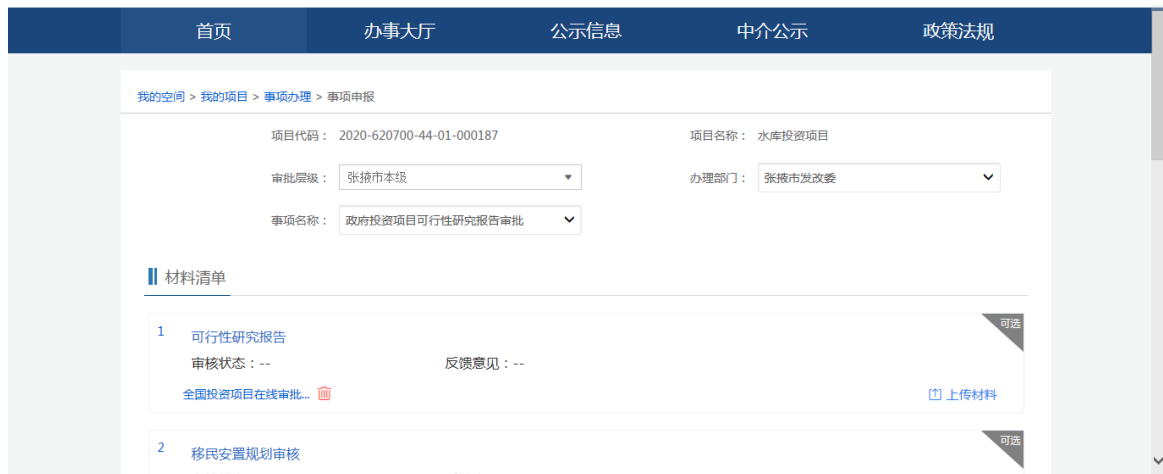 首页 办事大厅 公示信息 中介公示 政策法规
我的空间 > 我的项目 > 事项办理 > 事项申报
项目代码： 2020-620700-44-01-000187 项目名称： 水库投资项目
审批层级： 张掖市本级 办理部门： 张掖市发改委
事项名称： 政府投资项目可行性研究报告审批
材料清单
1 可行性研究报告 可选
审核状态：-- 反馈意见：--
全国投资项目在线审批... 上传材料
2 移民安置规划审核 可选